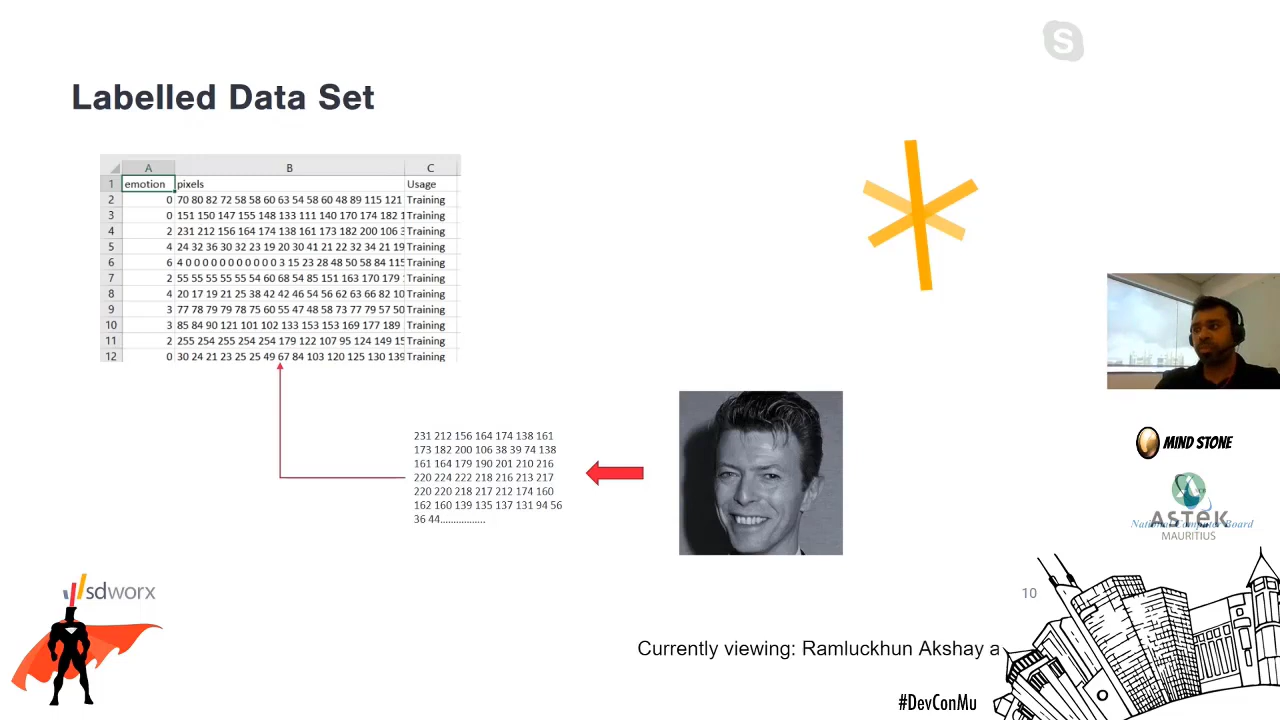 S
Labelled Data Set
A B C
1 emotion pixels Usage
2 0 70 80 82 72 58 58 60 63 54 58 60 48 89 115 121 Training
3 0 151 150 147 155 148 133 111 140 170 174 182 1 Training
4 2 231 212 156 164 174 138 161 173 182 200 106 3 Training
5 4 24 32 36 30 32 23 19 20 30 41 21 22 32 34 21 19 Training
6 6 4 0 0 0 0 0 0 0 0 0 0 0 3 15 23 28 48 50 58 84 115 Training
7 2 55 55 55 55 55 54 60 68 54 85 151 163 170 179 Training
8 4 20 17 19 21 25 38 42 42 46 54 56 62 63 66 82 10 Training
9 3 77 78 79 79 78 75 60 55 47 48 58 73 77 79 57 50 Training
10 3 85 84 90 121 101 102 133 153 153 169 177 189 Training
11 2 255 254 255 254 254 179 122 107 95 124 149 15 Training
12 0 30 24 21 23 25 25 49 67 84 103 120 125 130 139 Training
231 212 156 164 174 138 161
173 182 200 106 38 39 74 138
161 164 179 190 201 210 216
220 224 222 218 216 213 217
220 220 218 217 212 174 160
162 160 139 135 137 131 94 56
36 44.................
MIND STONE
ASTEK
National Computer Board
MAURITIUS
sdworx
10
Currently viewing: Ramluckhun Akshay a
#DevConMu